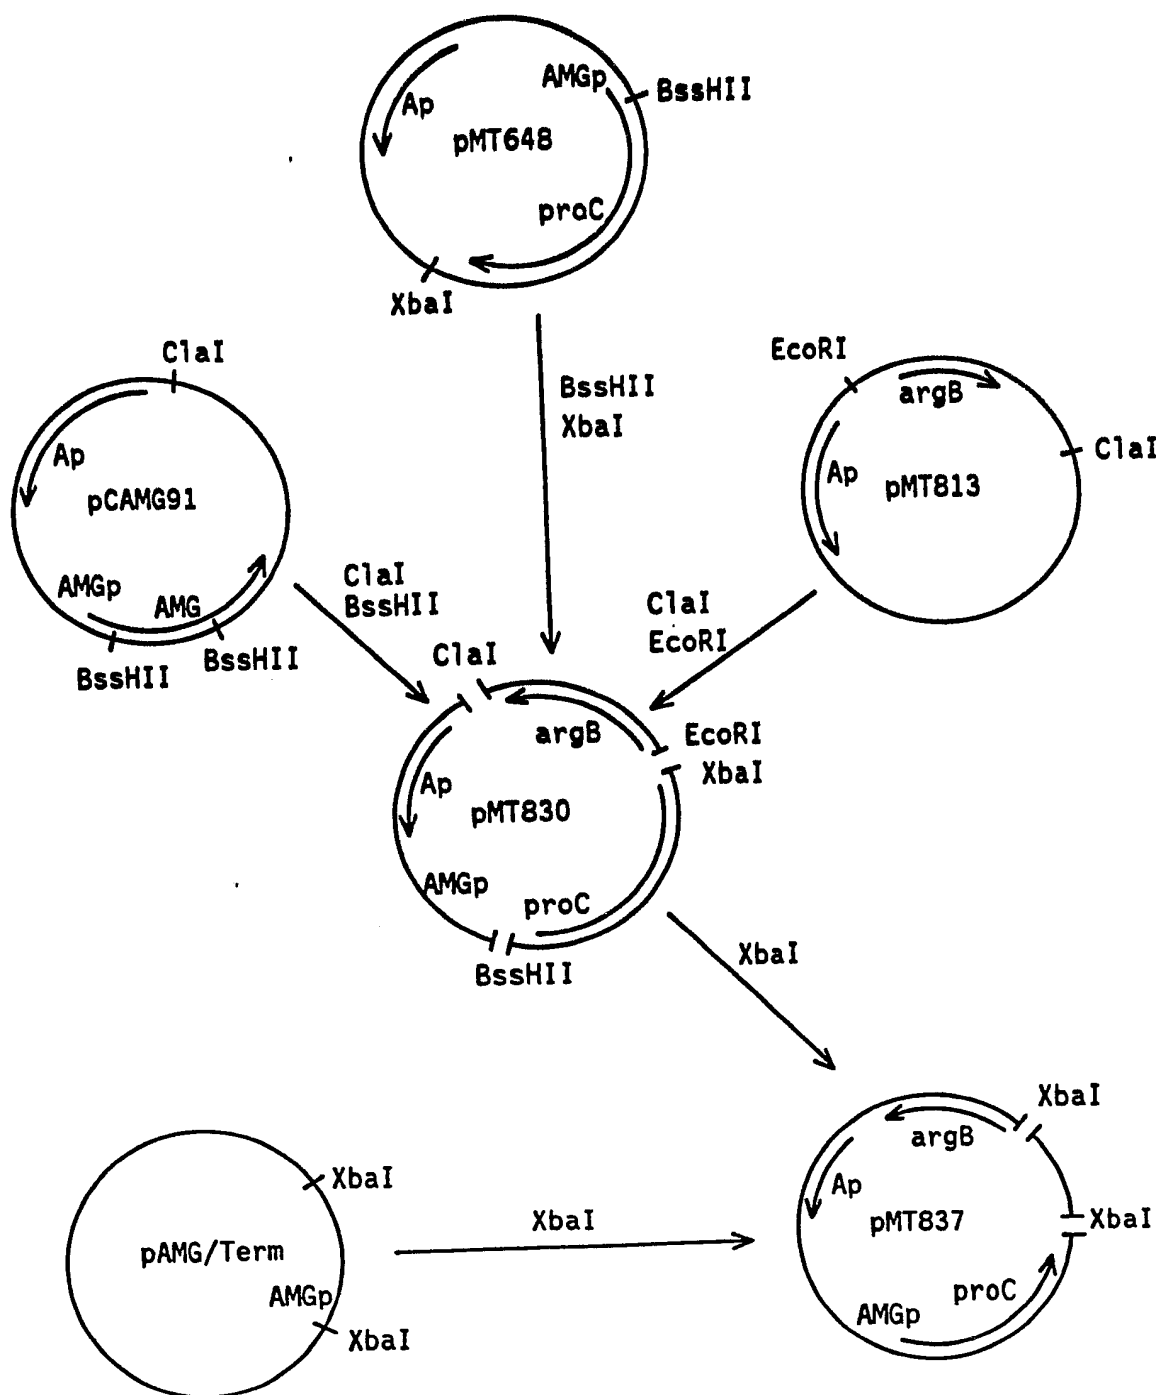 AMGp
BssHII
Ap
pMT648
proC
XbaI
ClaI
Ap
pCAMG91
AMGp
AMG
BssHII
BssHII
BssHII
XbaI
EcoRI
argB
ClaI
Ap
pMT813
ClaI
BssHII
ClaI
EcoRI
ClaI
argB
EcoRI
XbaI
Ap
pMT830
AMGp
proC
BssHII
XbaI
XbaI
pAMG/Term
AMGp
XbaI
XbaI
XbaI
argB
Ap
pMT837
XbaI
proC
AMGp